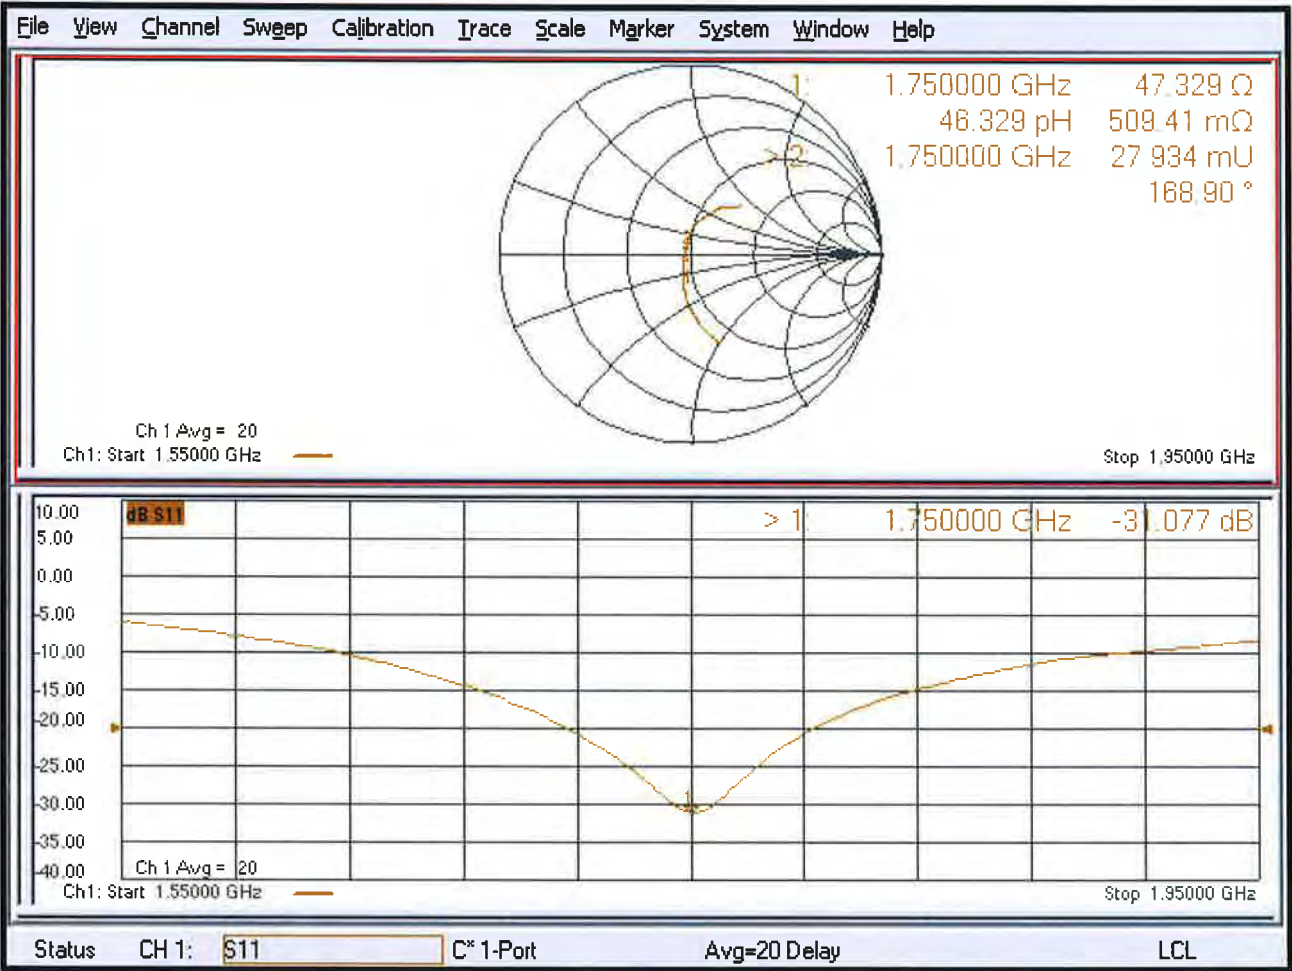 File View Channel Sweep Calibration Trace Scale Marker System Window Help
1: 1.750000 GHz 47.329 Ω
46.329 pH 509.41 mΩ
> 2: 1.750000 GHz 27.934 mU
168.90 °
Ch 1 Avg = 20
Ch1: Start 1.55000 GHz
Stop 1.95000 GHz
10.00
dB S11
> 1: 1.750000 GHz -31.077 dB
5.00
0.00
-5.00
-10.00
-15.00
-20.00
-25.00
-30.00
1
-35.00
-40.00
Ch 1 Avg = 20
Ch1: Start 1.55000 GHz
Stop 1.95000 GHz
Status CH 1: S11 C* 1-Port Avg=20 Delay LCL